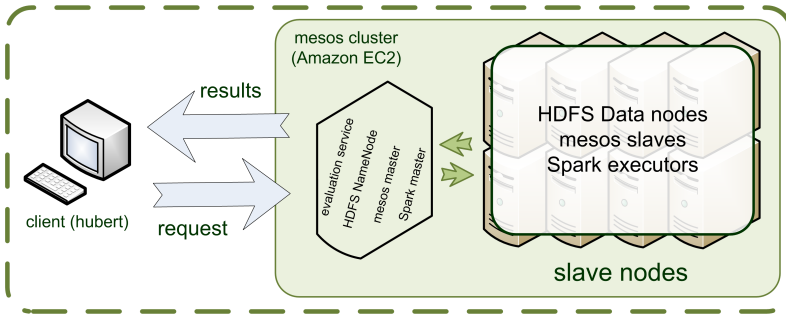 mesos cluster
(Amazon EC2)
results
client (hubert)
request
evaluation service
HDFS NameNode
mesos master
Spark master
HDFS Data nodes
mesos slaves
Spark executors
slave nodes